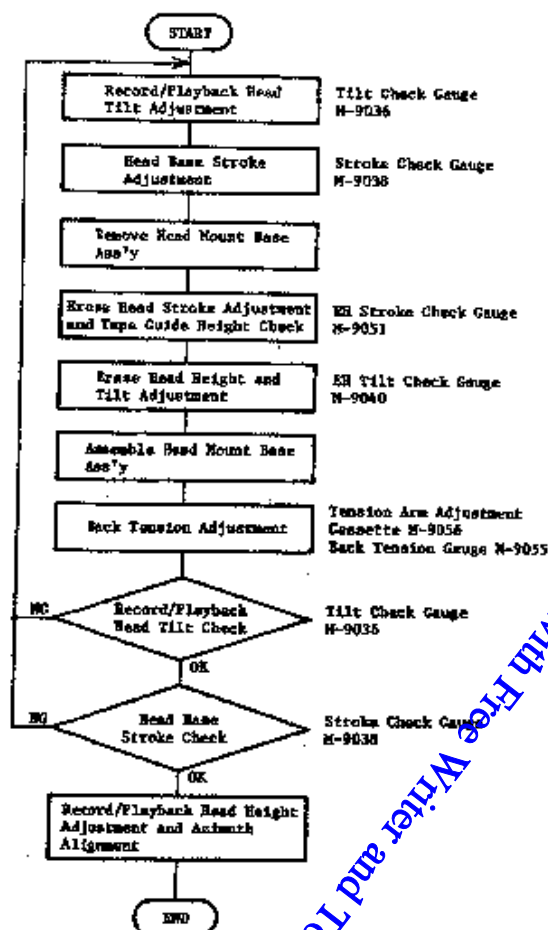 START
Record/Playback Head Tilt Check Gauge
Tilt Adjustment M-9036
Head Base Stroke Stroke Check Gauge
Adjustment M-9038
Remove Head Mount Base
Ass'y
Erase Head Stroke Adjustment EH Stroke Check Gauge
and Tape Guide Height Check M-9051
Erase Head Height and EH Tilt Check Gauge
Tilt Adjustment M-9040
Assemble Head Mount Base
Ass'y
Back Tension Adjustment
Tension Arm Adjustment
Cassette M-9056
Back Tension Gauge M-9055
NG
Record/Playback Tilt Check Gauge
Head Tilt Check M-9036
OK
NG
Head Base Stroke Check Gauge
Stroke Check M-9038
OK
Record/Playback Head Height
Adjustment and Azimuth
Alignment
END
with Free Writer and